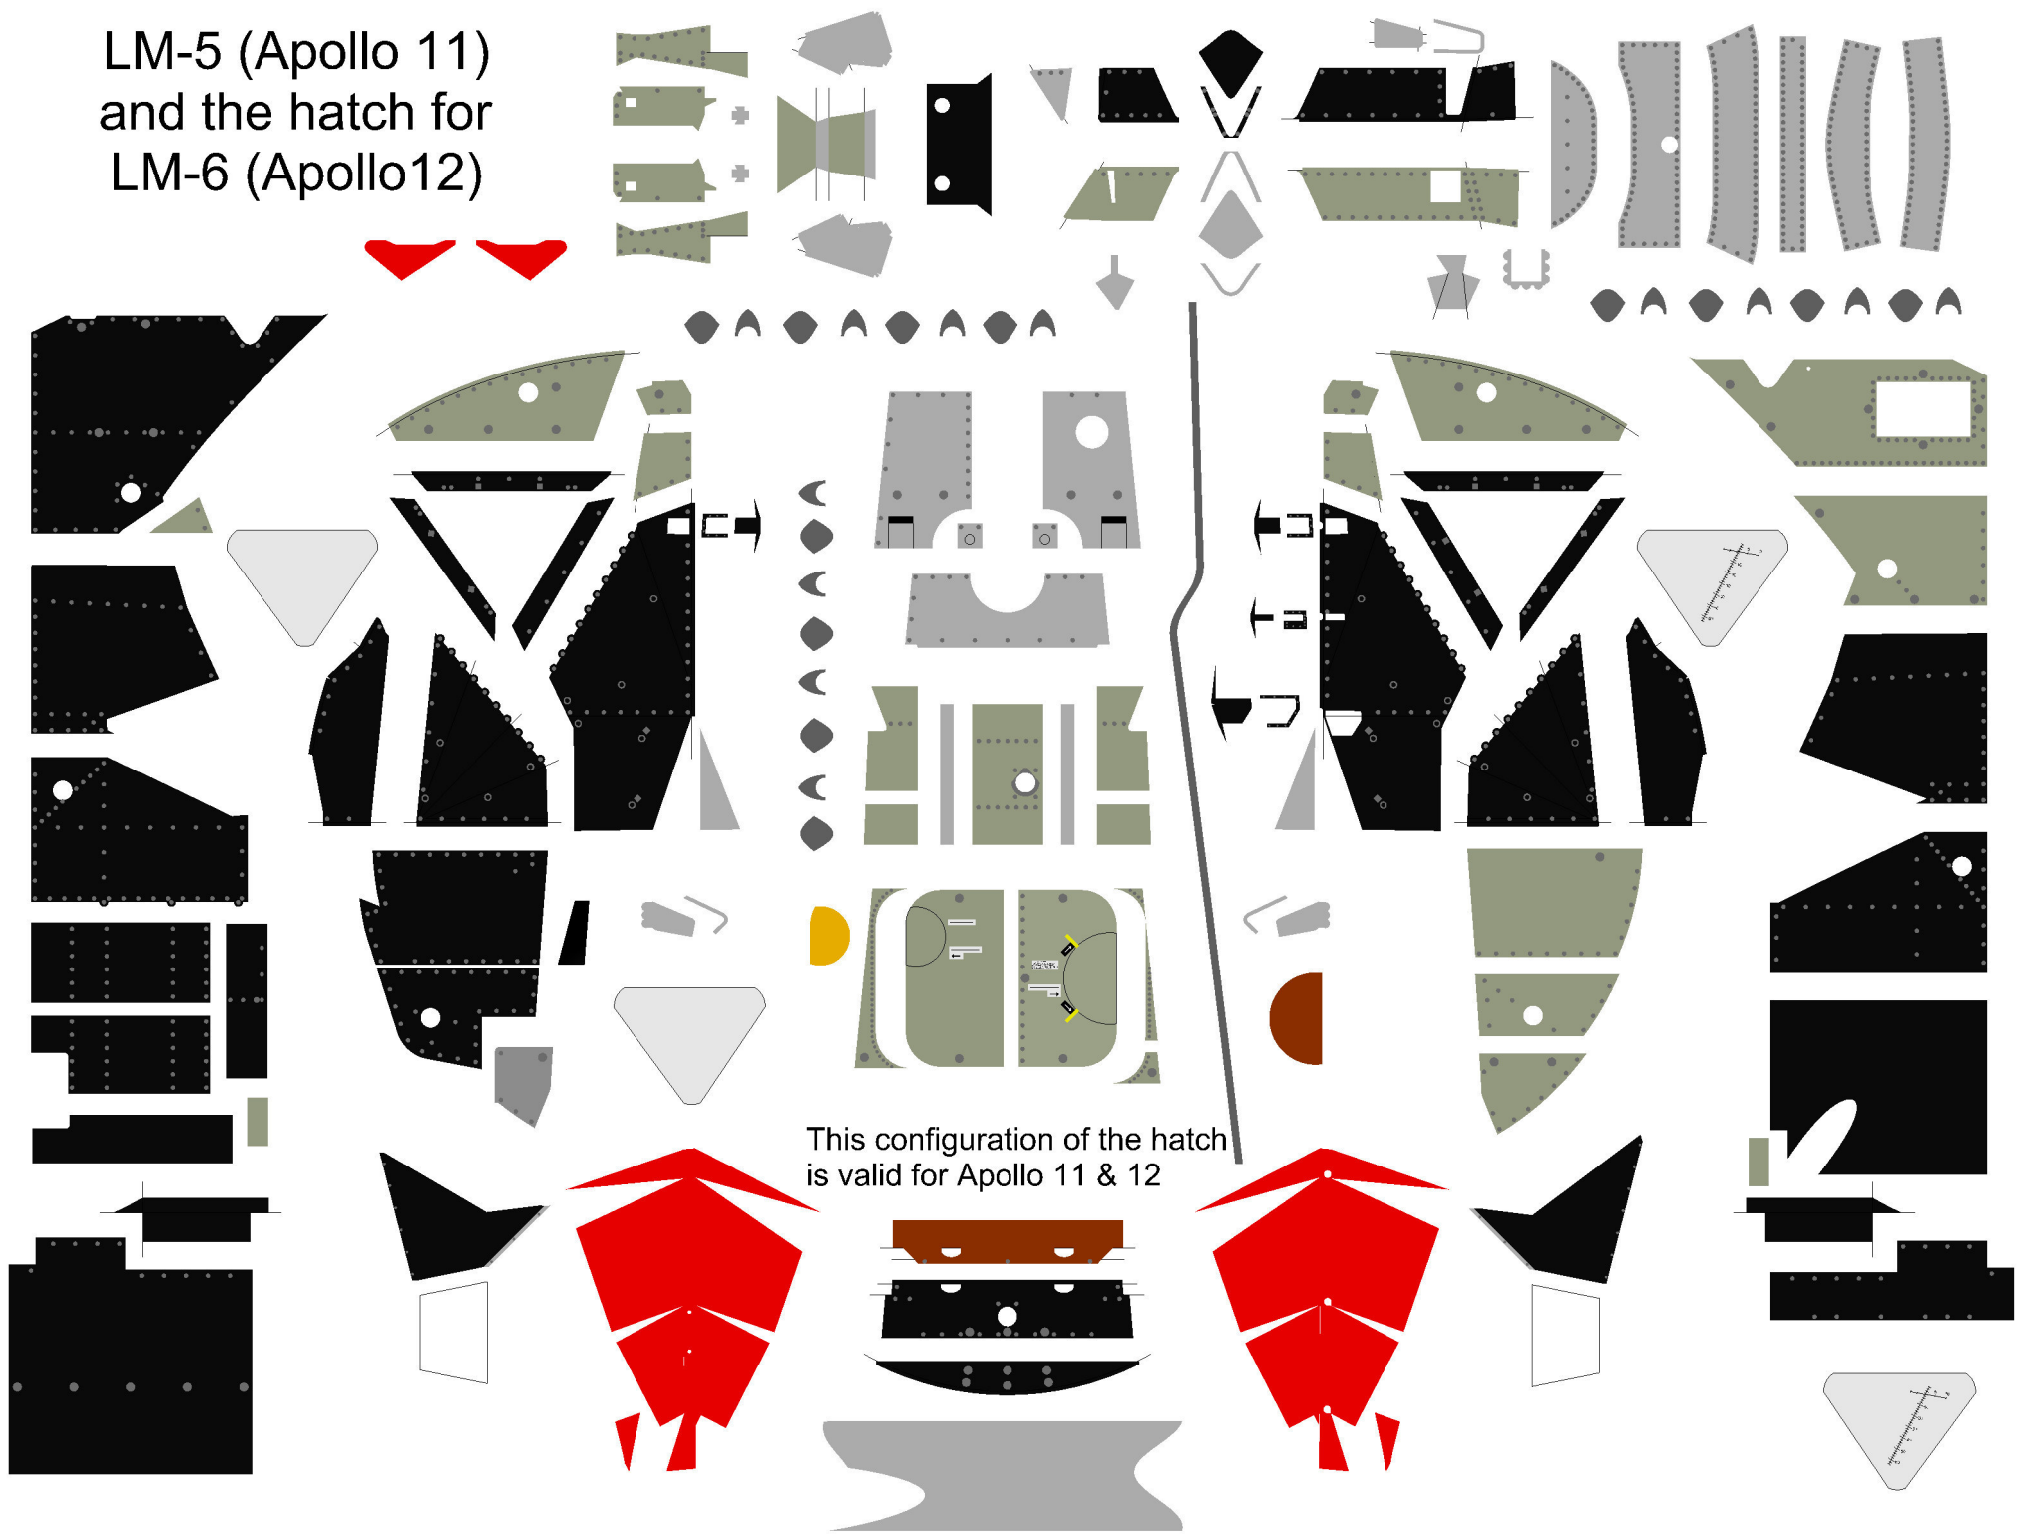 LM-5 (Apollo 11)
and the hatch for
LM-6 (Apollo12)
This configuration of the hatch
is valid for Apollo 11 & 12